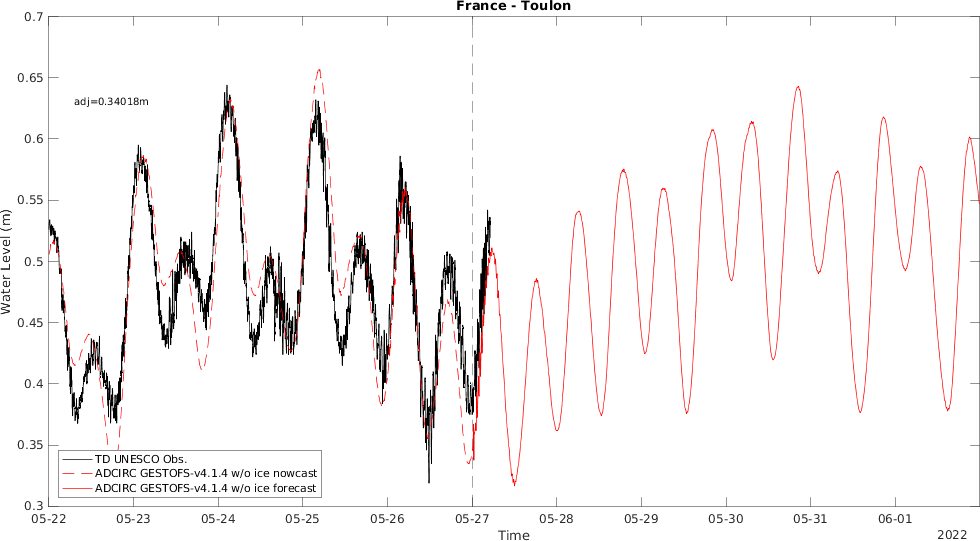 France - Toulon
0.7
0.65
adj=0.34018m
0.6
0.55
0.5
0.45
0.4
0.35
0.3
Water Level (m)
TD UNESCO Obs.
ADCIRC GESTOFS-v4.1.4 w/o ice nowcast
ADCIRC GESTOFS-v4.1.4 w/o ice forecast
05-22 05-23 05-24 05-25 05-26 05-27 05-28 05-29 05-30 05-31 06-01
Time
2022